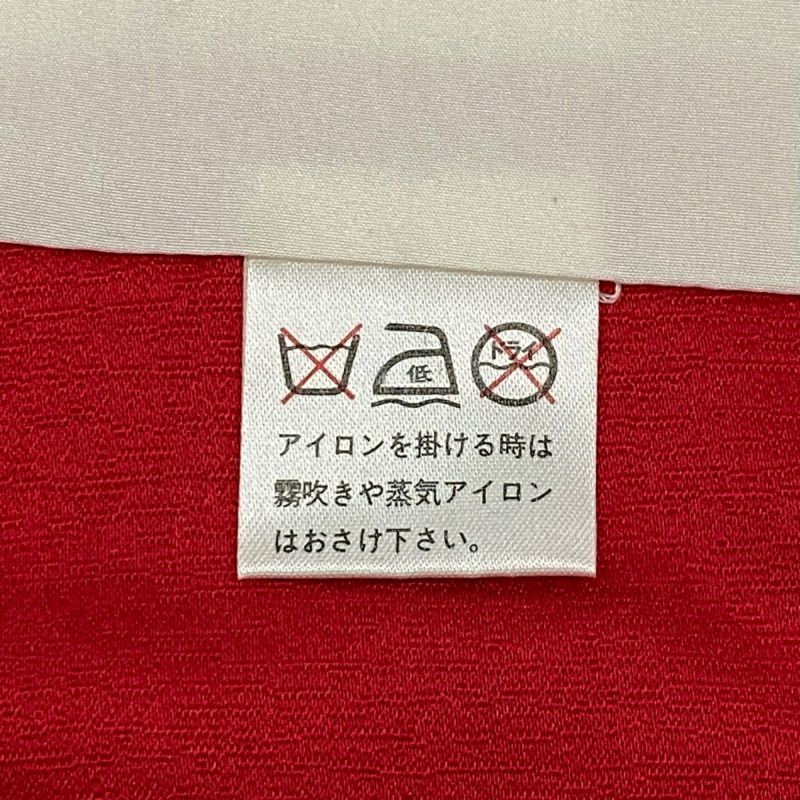 低 ドライ
アイロンを掛ける時は
霧吹きや蒸気アイロン
はおさけ下さい。